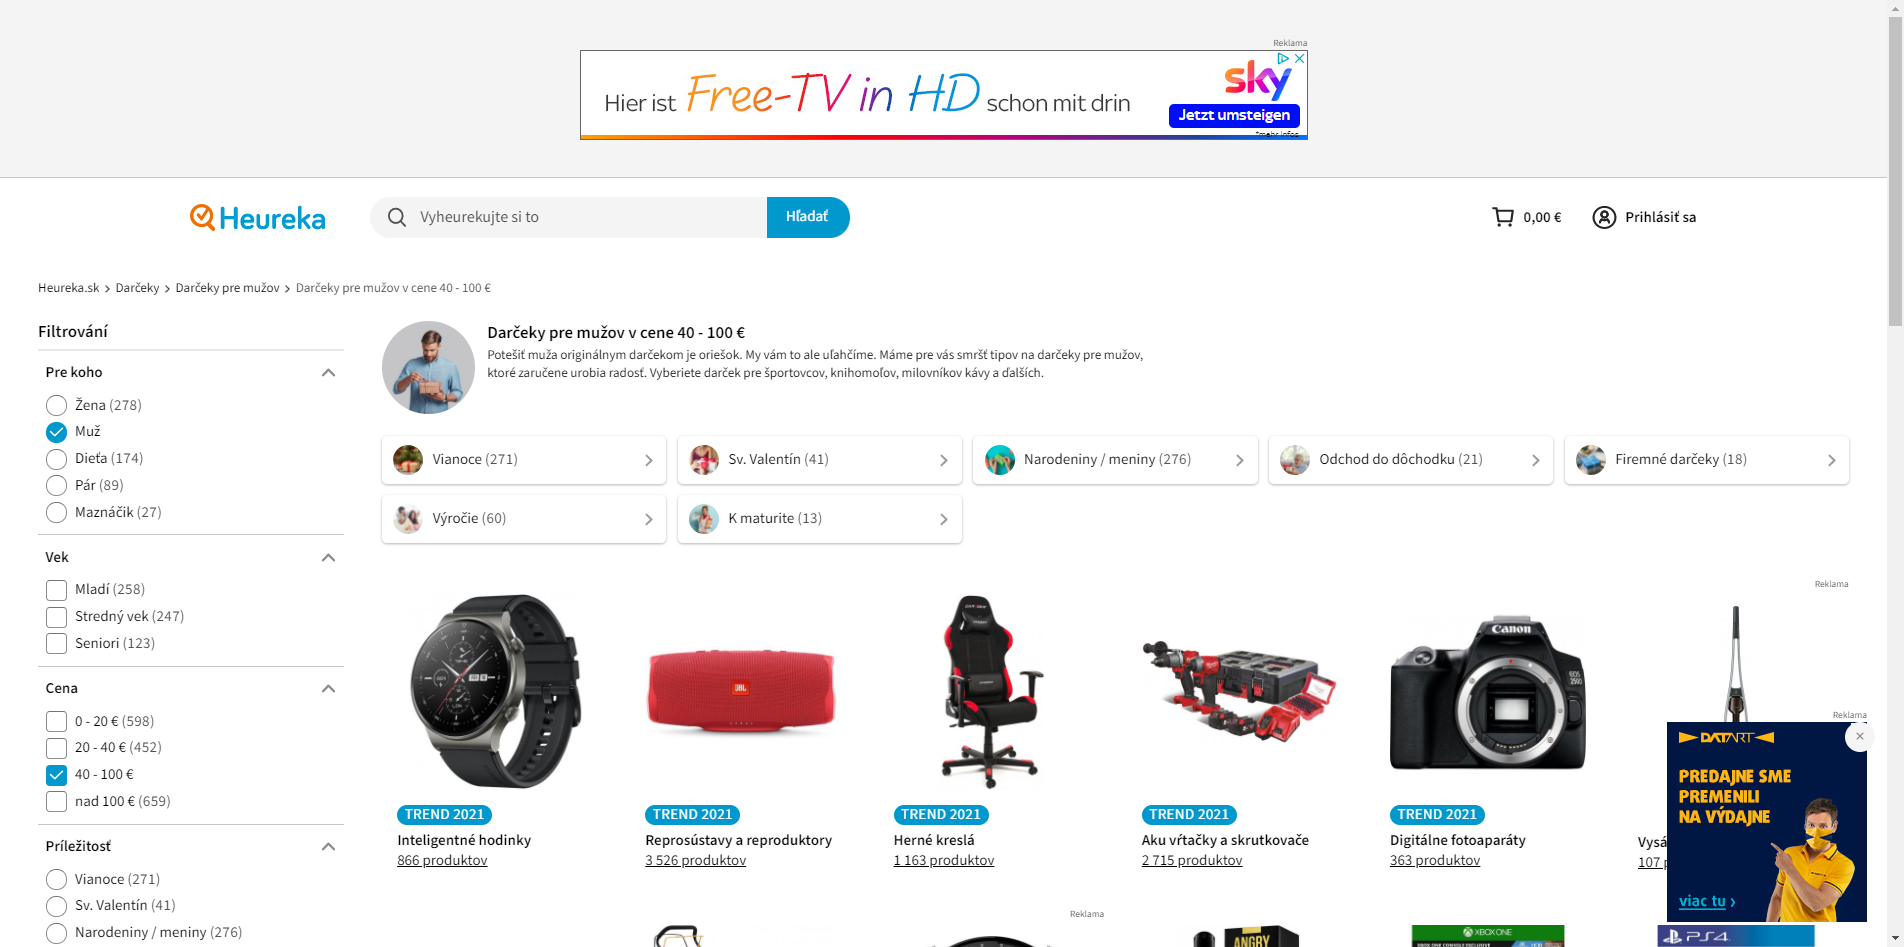 Reklama
Hier ist Free-TV in HD schon mit drin
sky
Jetzt umsteigen
*mehr Infos
Heureka
Vyheurekujte si to
Hľadať
0,00 €
Prihlásiť sa
Heureka.sk > Darčeky > Darčeky pre mužov > Darčeky pre mužov v cene 40 - 100 €
Filtrování
Pre koho
Žena (278)
Muž
Dieťa (174)
Pár (89)
Maznáčik (27)
Vek
Mladí (258)
Stredný vek (247)
Seniori (123)
Cena
0 - 20 € (598)
20 - 40 € (452)
40 - 100 €
nad 100 € (659)
Príležitosť
Vianoce (271)
Sv. Valentín (41)
Narodeniny / meniny (276)
Darčeky pre mužov v cene 40 - 100 €
Potešiť muža originálnym darčekom je oriešok. My vám to ale uľahčíme. Máme pre vás smršť tipov na darčeky pre mužov,
ktoré zaručene urobia radosť. Vyberiete darček pre športovcov, knihomoľov, milovníkov kávy a ďalších.
Vianoce (271)
Sv. Valentín (41)
Narodeniny / meniny (276)
Odchod do dôchodku (21)
Firemné darčeky (18)
Výročie (60)
K maturite (13)
Reklama
JBL
Canon
EOS
250D
TREND 2021
Inteligentné hodinky
866 produktov
TREND 2021
Reprosústavy a reproduktory
3 526 produktov
TREND 2021
Herné kreslá
1 163 produktov
TREND 2021
Aku vŕtačky a skrutkovače
2 715 produktov
TREND 2021
Digitálne fotoaparáty
363 produktov
Vysá
107 p
Reklama
DATART
PREDAJNE SME
PREMENILI
NA VÝDAJNE
viac tu ›
Reklama
ANGRY
XBOX ONE
PS4